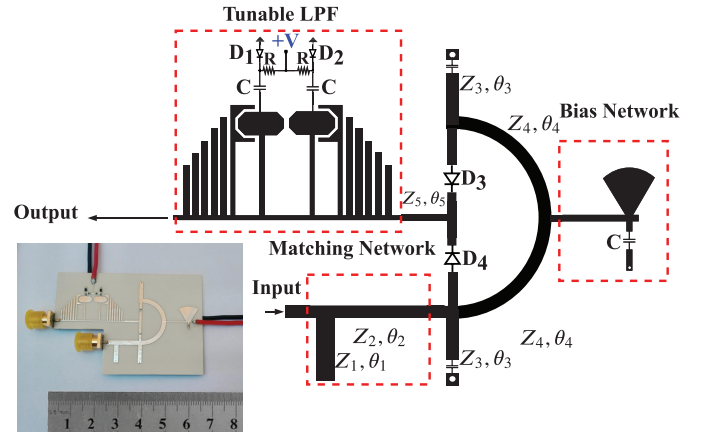 Tunable LPF
+V
D1 R R D2
C C
Z3, θ3
Z4, θ4
Bias Network
D3
Z5, θ5
Output
C
Matching Network
D4
Input
Z2, θ2
Z4, θ4
Z1, θ1
Z3, θ3
1 2 3 4 5 6 7 8